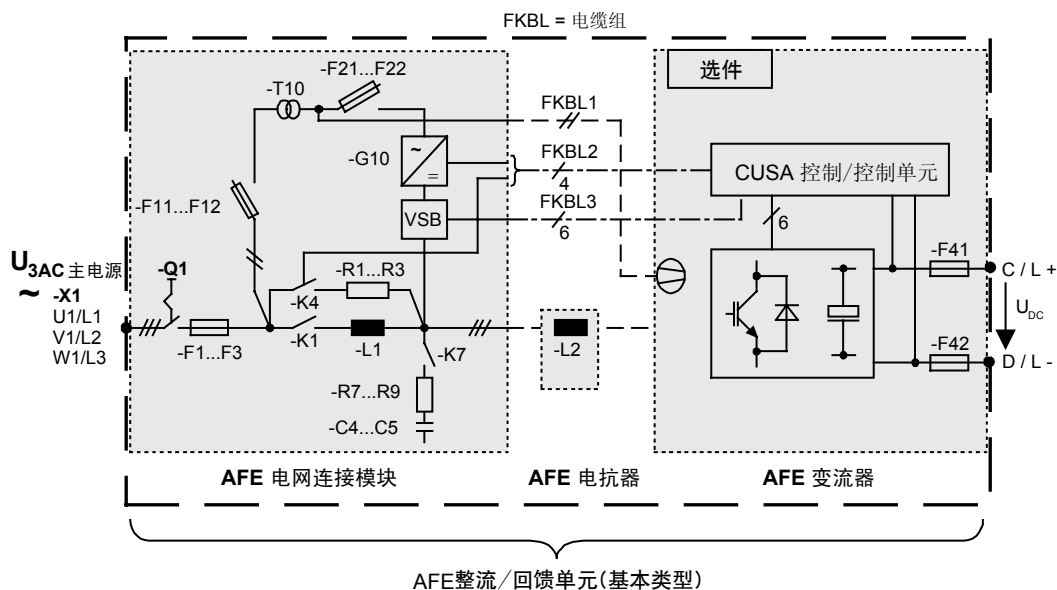 FKBL = 电缆组
选件
-F21...F22
-T10
FKBL1
~
=
-G10
FKBL2
4
CUSA 控制/控制单元
-F11...F12
VSB
FKBL3
6
6
U3AC 主电源
~
-Q1
-X1
U1/L1
V1/L2
W1/L3
-R1...R3
-K4
-F41
C / L +
UDC
-F1...F3
-K1
-L1
-K7
-L2
-F42
D / L -
-R7...R9
-C4...C5
AFE 电网连接模块
AFE 电抗器
AFE 变流器
AFE整流/回馈单元(基本类型)